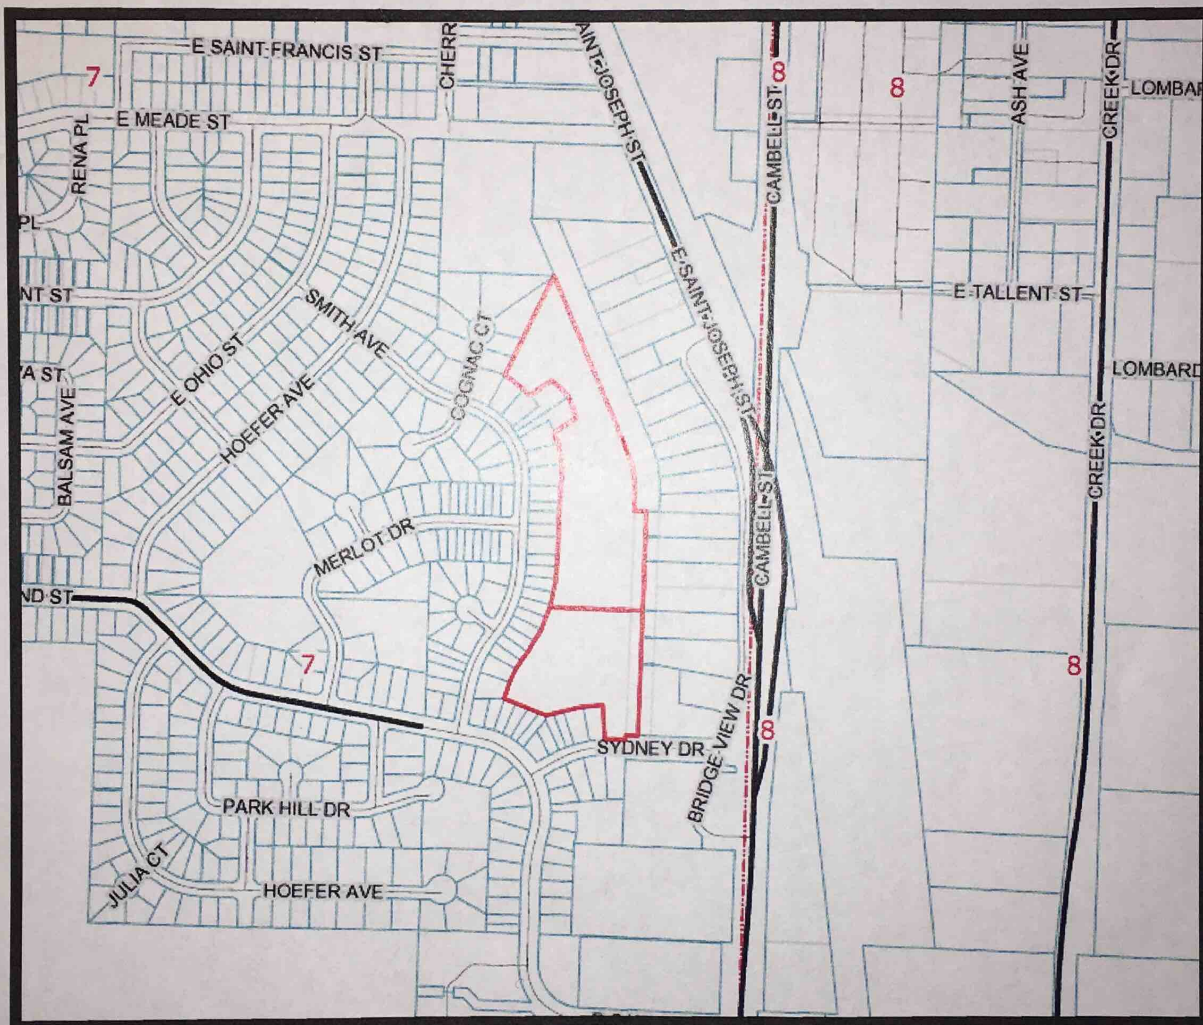 E SAINT FRANCIS ST
CHERR
AINT-JOSEPH ST
8
CAMBELL ST
8
ASH AVE
CREEK DR
LOMBAR
7
E MEADE ST
RENA PL
PL
NT ST
SMITH AVE
E SAINT-JOSEPH ST
E TALLENT ST
COGNAC CT
E OHIO ST
A ST
HOEFER AVE
BALSAM AVE
LOMBARD
CREEK DR
MERLOT DR
CAMBELL ST
ND ST
7
8
BRIDGE VIEW DR
8
SYDNEY DR
PARK HILL DR
JULIA CT
HOEFER AVE